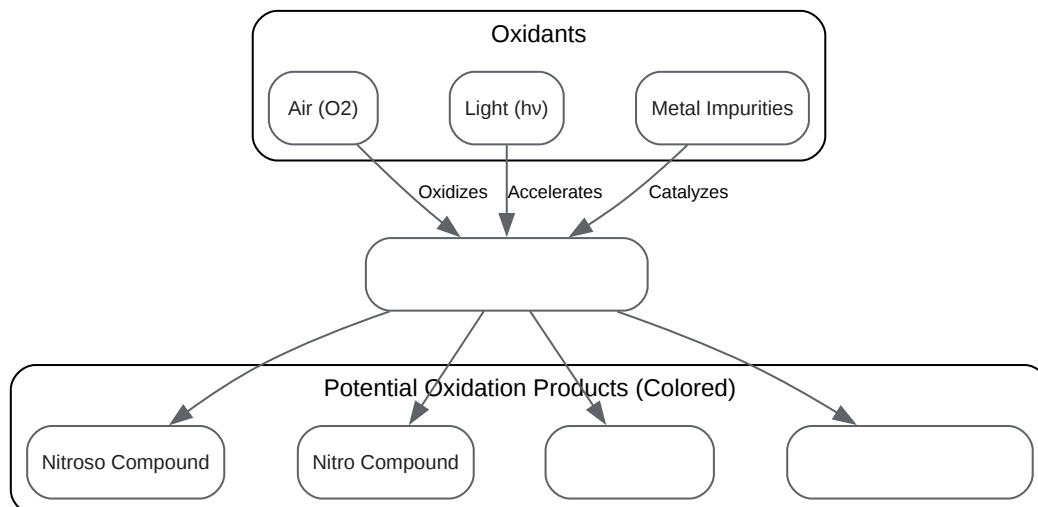 Oxidants
Air (O2)
Light (hν)
Metal Impurities
Oxidizes
Accelerates
Catalyzes
Potential Oxidation Products (Colored)
Nitroso Compound
Nitro Compound